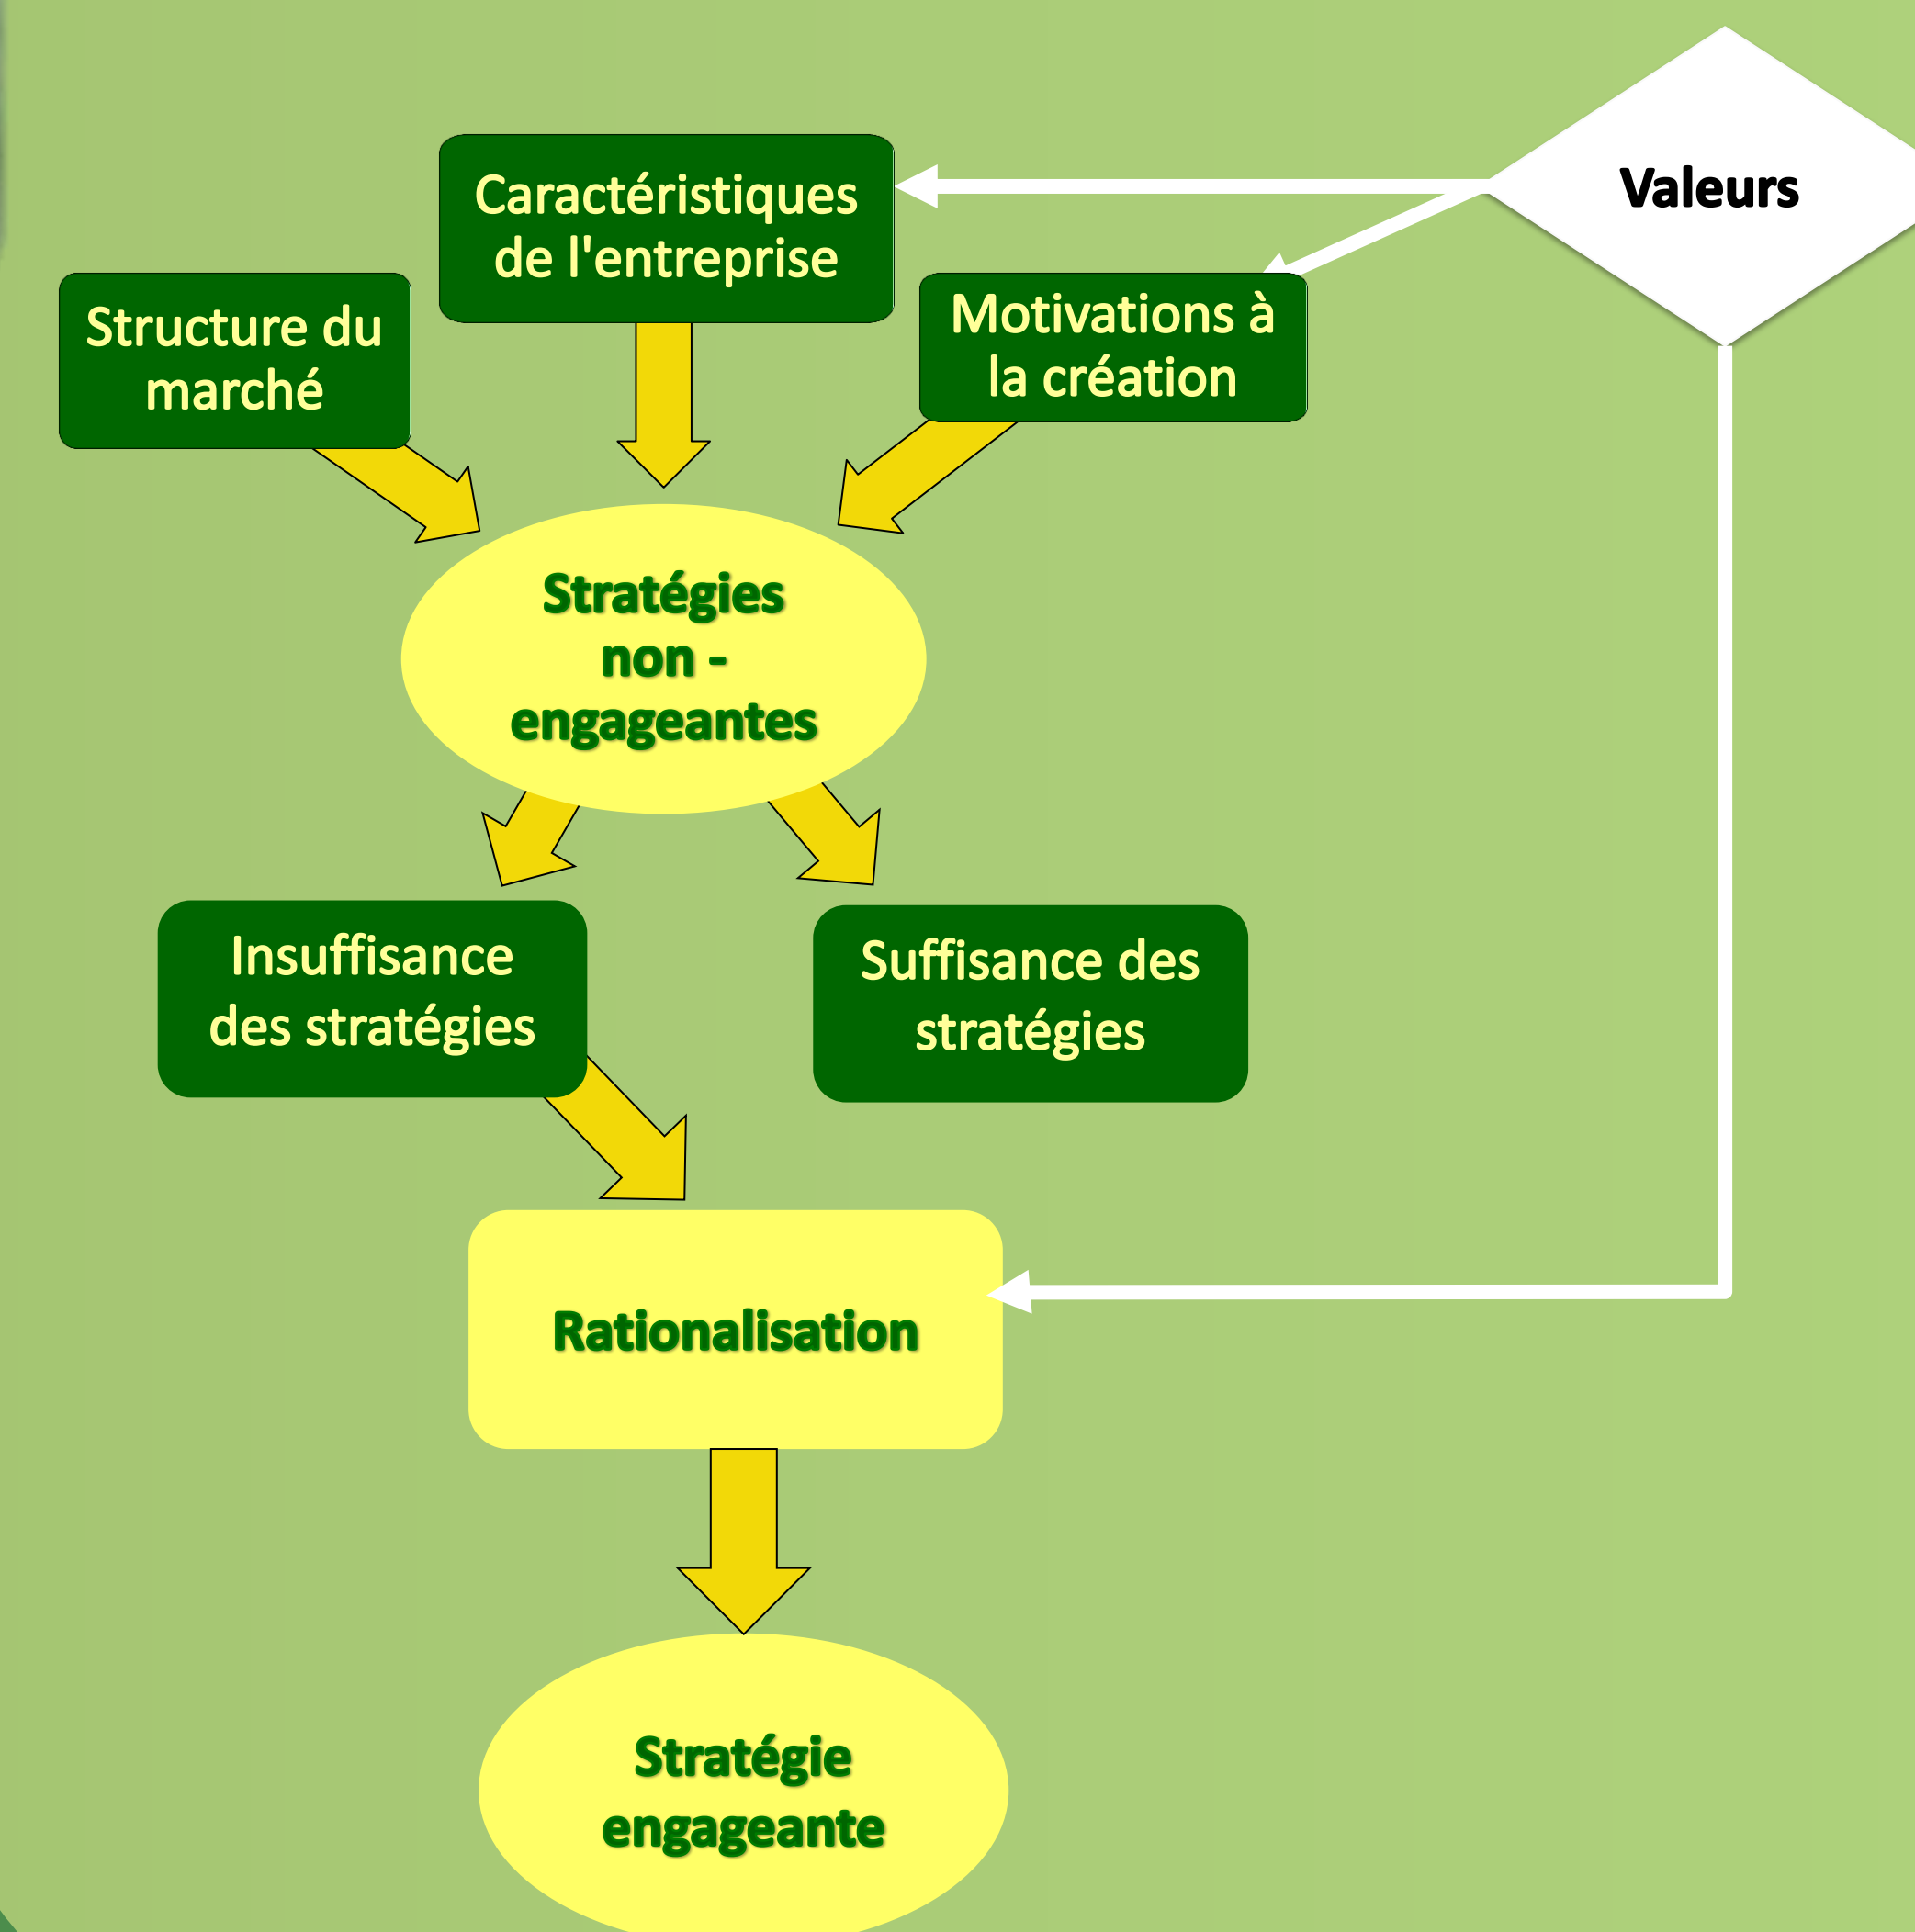 Valeurs
Caractéristiques
de l'entreprise
Structure du
marché
Motivations à
la création
Stratégies
non -
engageantes
Insuffisance
des stratégies
Suffisance des
stratégies
Rationalisation
Stratégie
engageante